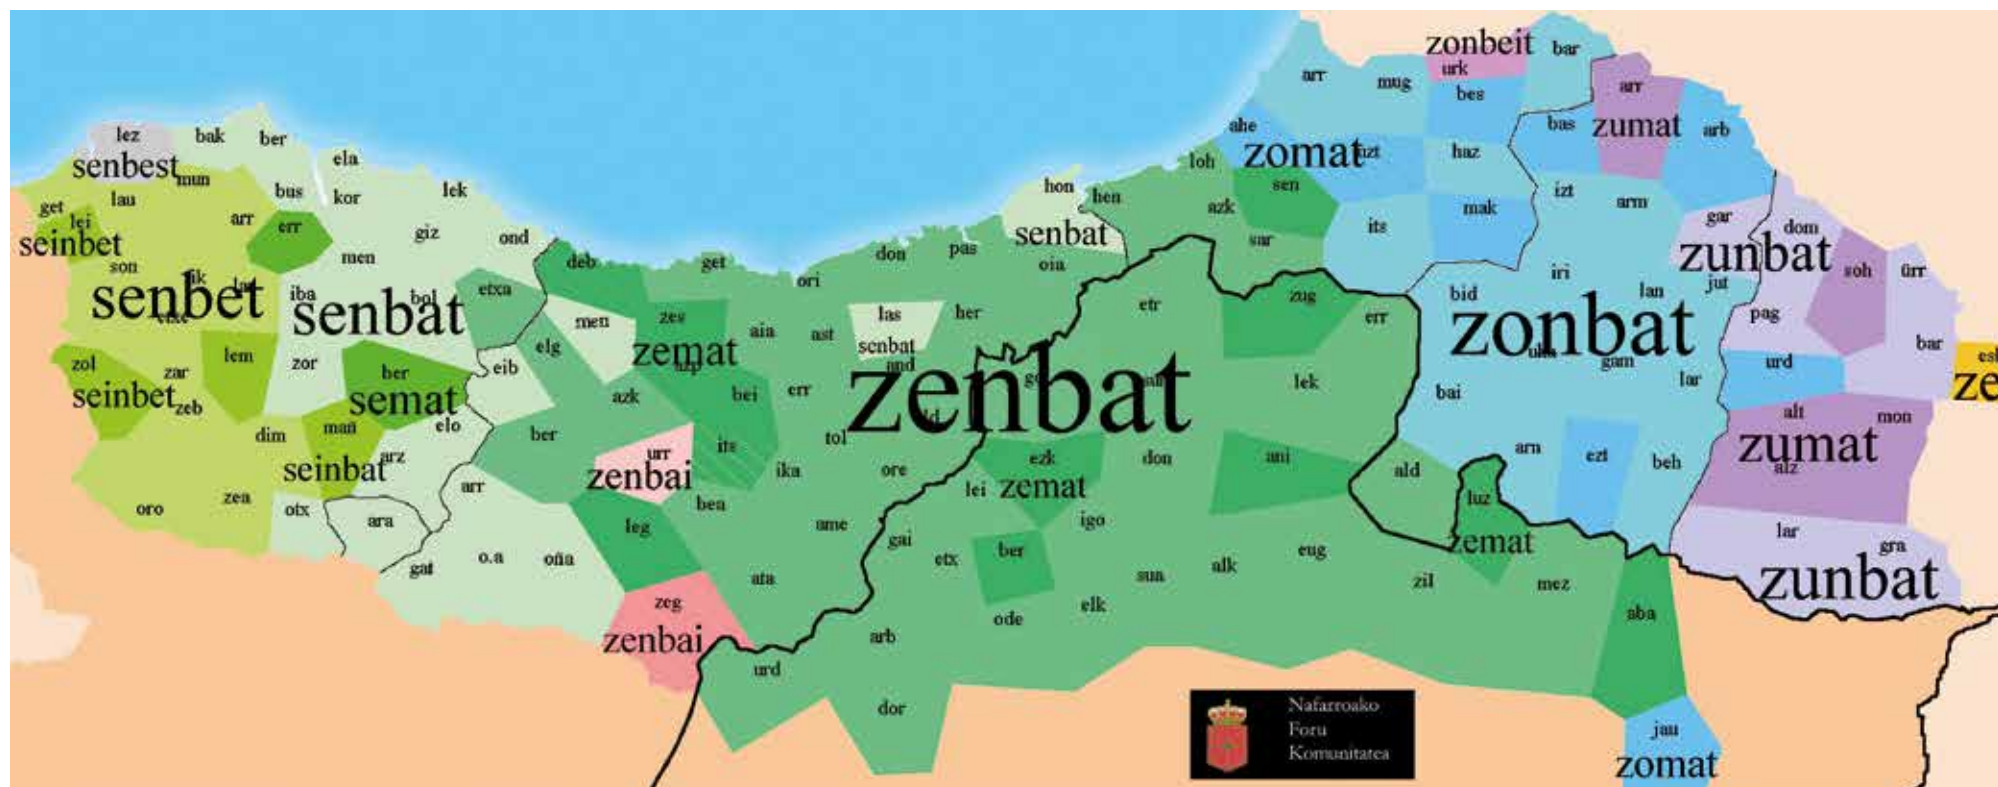 zonbeit
bar
urk
arr
mug
bes
arr
lez
bak
ber
ahe
bas
zumat
arb
senbest
ela
loh
zomat
haz
mun
bus
kor
lek
hon
hen
sen
izt
arm
get
lau
lei
arr
err
giz
azk
mak
gar
dom
seinbet
ond
senbat
sar
its
zunbat
son
men
deb
get
don
pas
oia
iri
soh
ürr
senbet
iba
senbat
bol
etxa
ori
bid
lan
jut
zug
err
etr
men
zes
aia
ast
las
senbat
her
zonbat
pag
bar
zol
lem
zor
eib
elg
zemat
and
zenbat
gam
urd
zar
ber
bei
err
lek
bai
lar
ze
seinbet
zeb
semat
azk
alt
mon
dim
mañ
elo
ber
its
tol
arn
ezt
beh
zumat
seinbat
arz
urr
zenbai
ika
ore
ezk
don
ani
ald
alz
oro
zea
otx
arr
bea
lei
zemat
luz
ara
leg
ame
gai
igo
zemat
lar
gra
gat
o.a
oña
ata
etx
ber
sua
alk
eug
zil
mez
zunbat
zeg
ode
elk
aba
zenbai
arb
urd
dor
Nafarroako
Foru
Komunitatea
jau
zomat